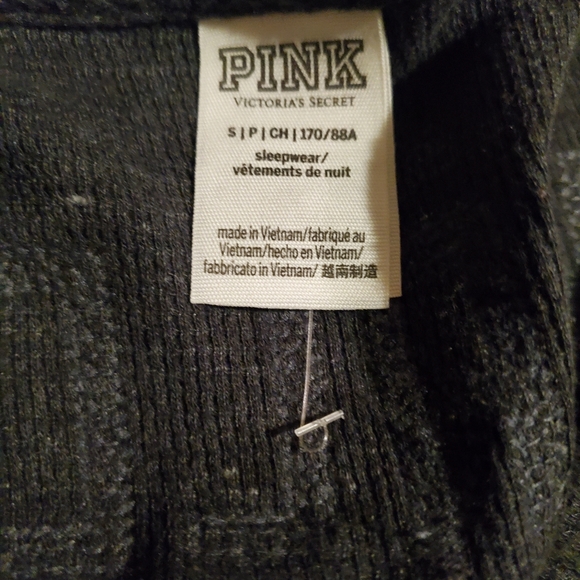 PINK
VICTORIA'S SECRET
S | P | CH | 170/88A
sleepwear/
vêtements de nuit
made in Vietnam/fabriqué au
Vietnam/hecho en Vietnam/
fabbricato in Vietnam/ 越南制造